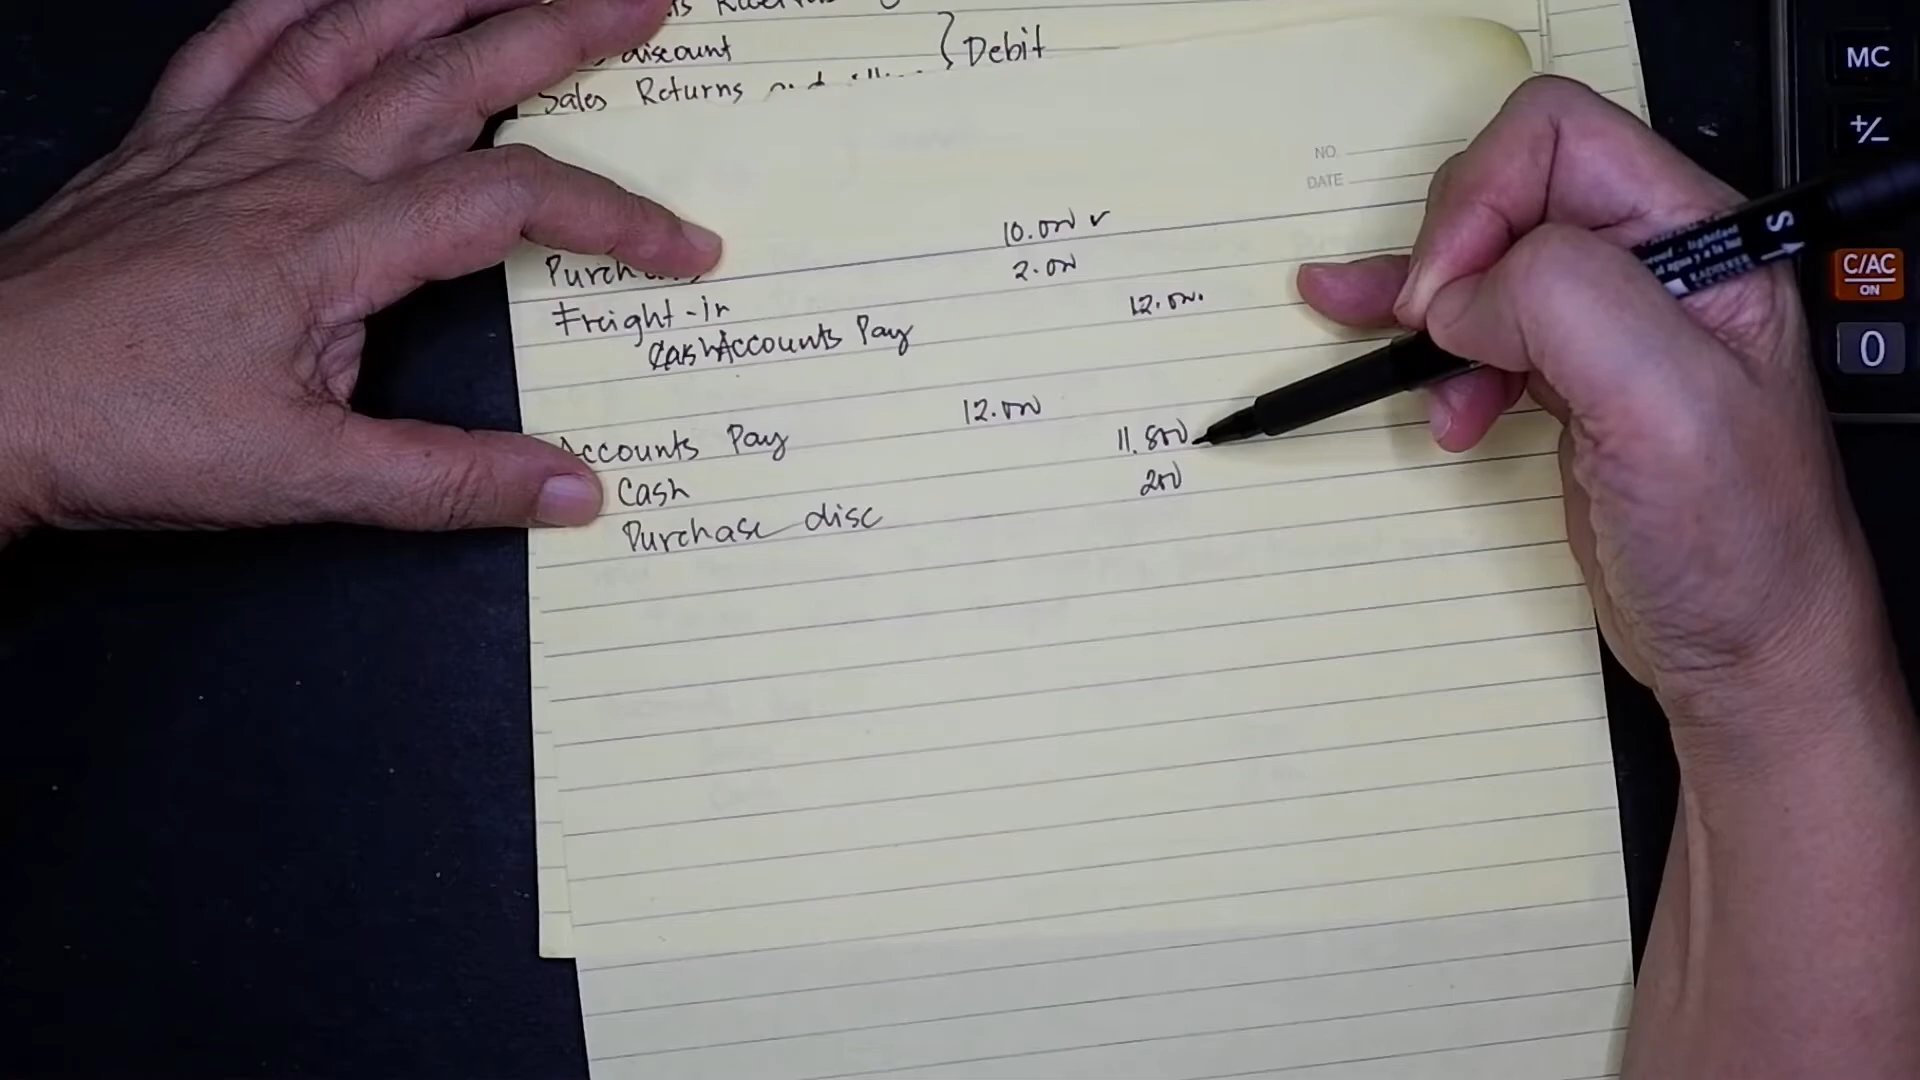 discount } Debit
Sales Returns
NO.
DATE
10.000 ✓
Purch
2.000
Freight-in
12.000.
Cash Accounts Pay
12.000
Accounts Pay
11.800
Cash
200
Purchase disc
MC
+/−
C/AC
ON
0